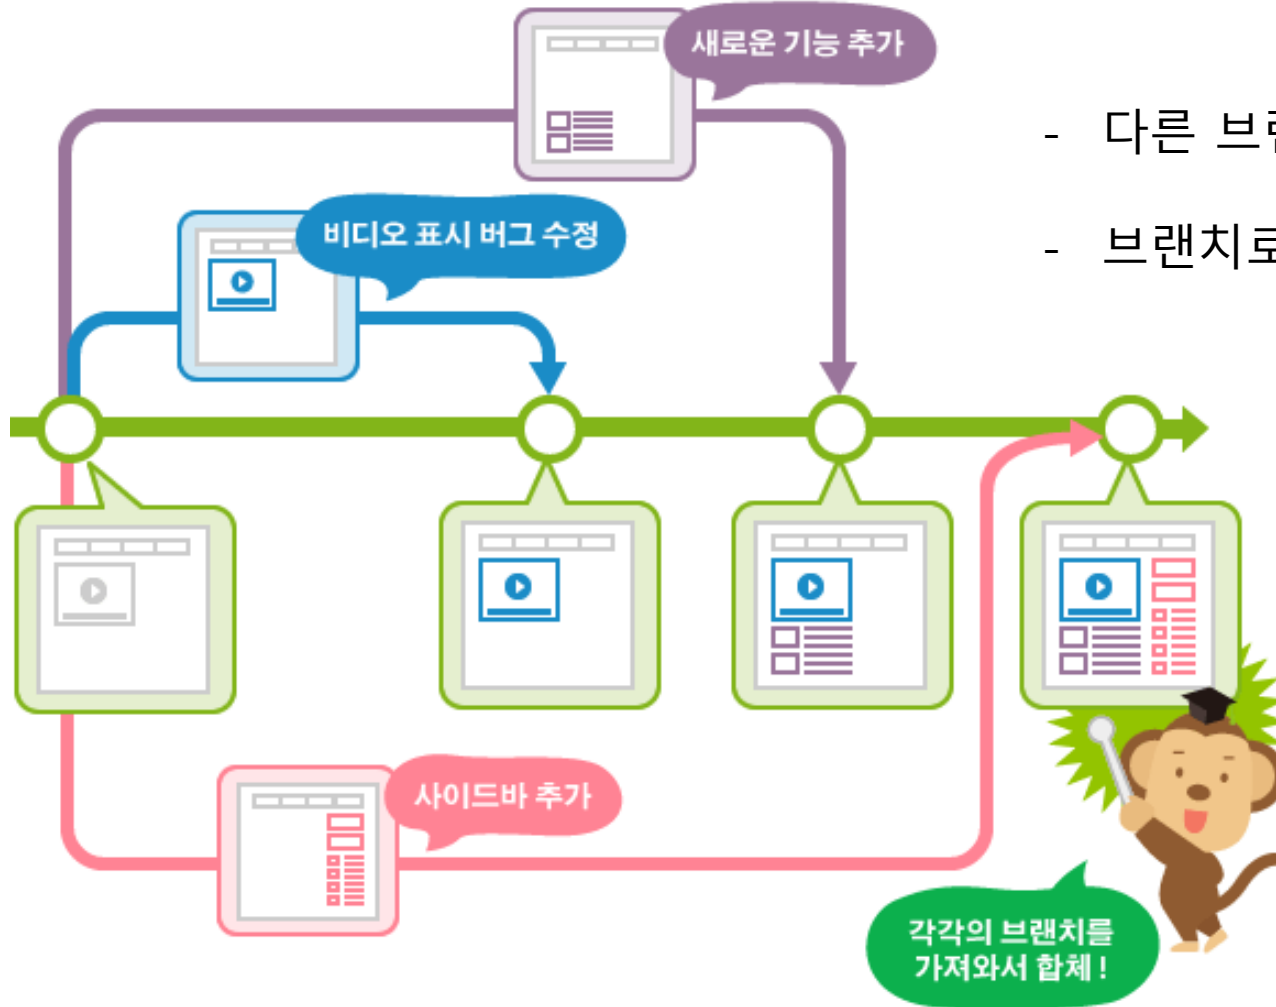 새로운 기능 추가
- 다른
비디오 표시 버그 수정
- 브랜치로
사이드바 추가
각각의 브랜치를
가져와서 합체 !